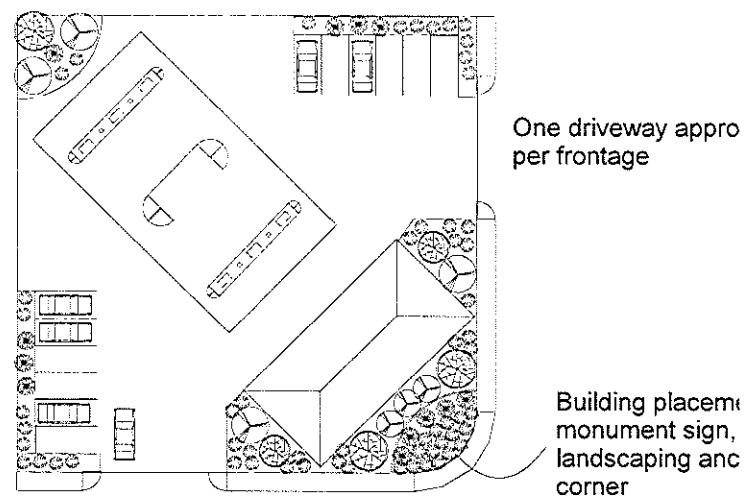 One driveway appro
per frontage
Building placeme
monument sign,
landscaping anc
corner